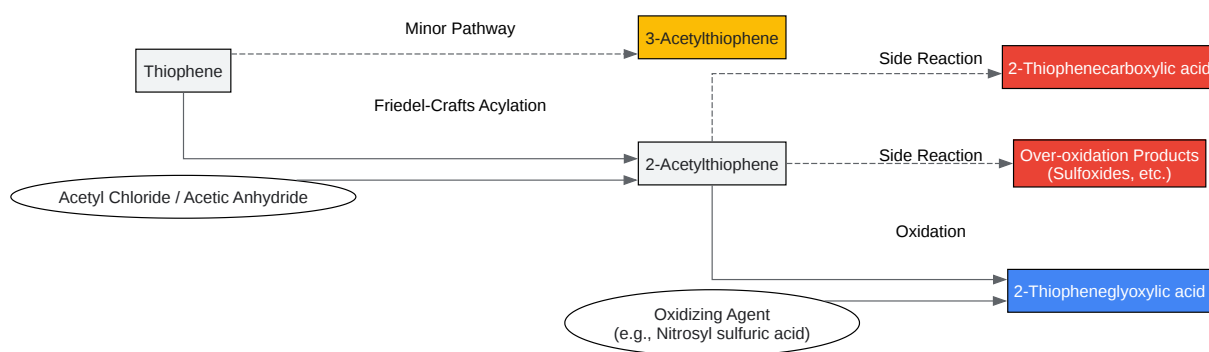 Minor Pathway
3-Acetylthiophene
Thiophene
Side Reaction
2-Thiophenecarboxylic acid
Friedel-Crafts Acylation
2-Acetylthiophene
Side Reaction
Over-oxidation Products
(Sulfoxides, etc.)
Acetyl Chloride / Acetic Anhydride
Oxidation
2-Thiopheneglyoxylic acid
Oxidizing Agent
(e.g., Nitrosyl sulfuric acid)